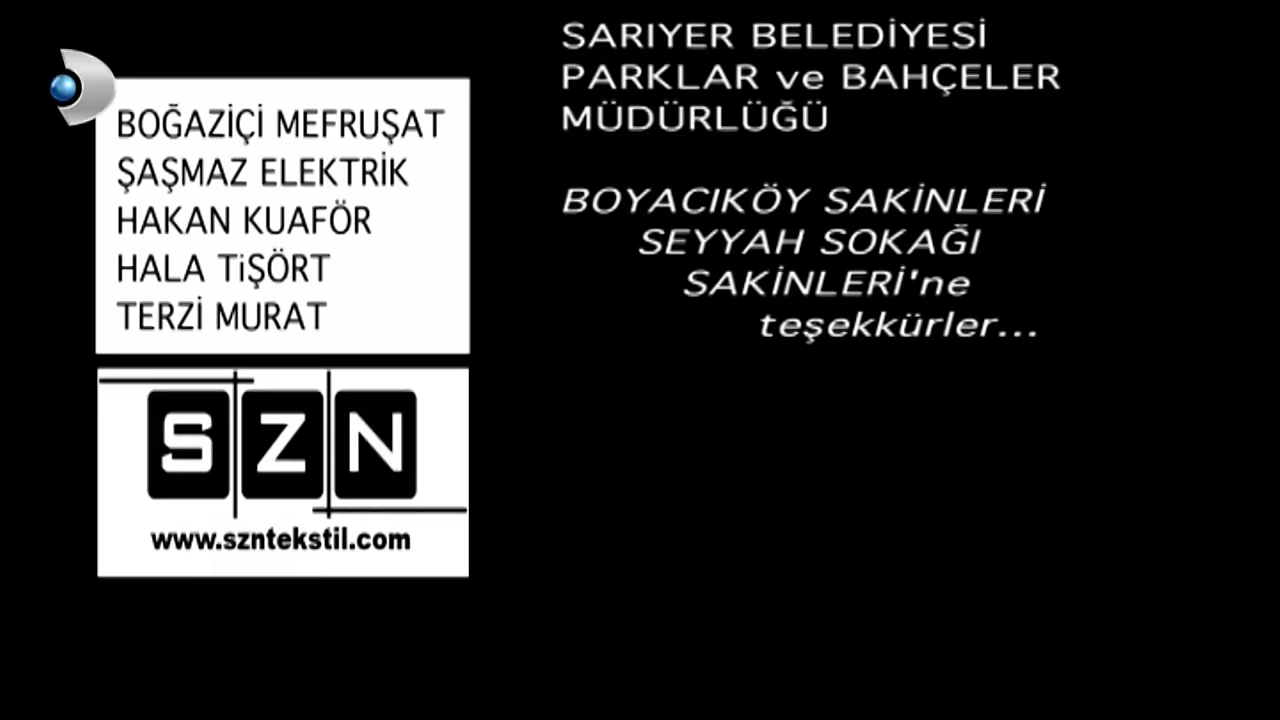 BOĞAZİÇİ MEFRUŞAT
ŞAŞMAZ ELEKTRİK
HAKAN KUAFÖR
HALA TiŞÖRT
TERZİ MURAT
SZN
www.szntekstil.com
SARIYER BELEDİYESİ
PARKLAR ve BAHÇELER
MÜDÜRLÜĞÜ
BOYACIKÖY SAKİNLERİ
SEYYAH SOKAĞI
SAKİNLERİ'ne
teşekkürler...